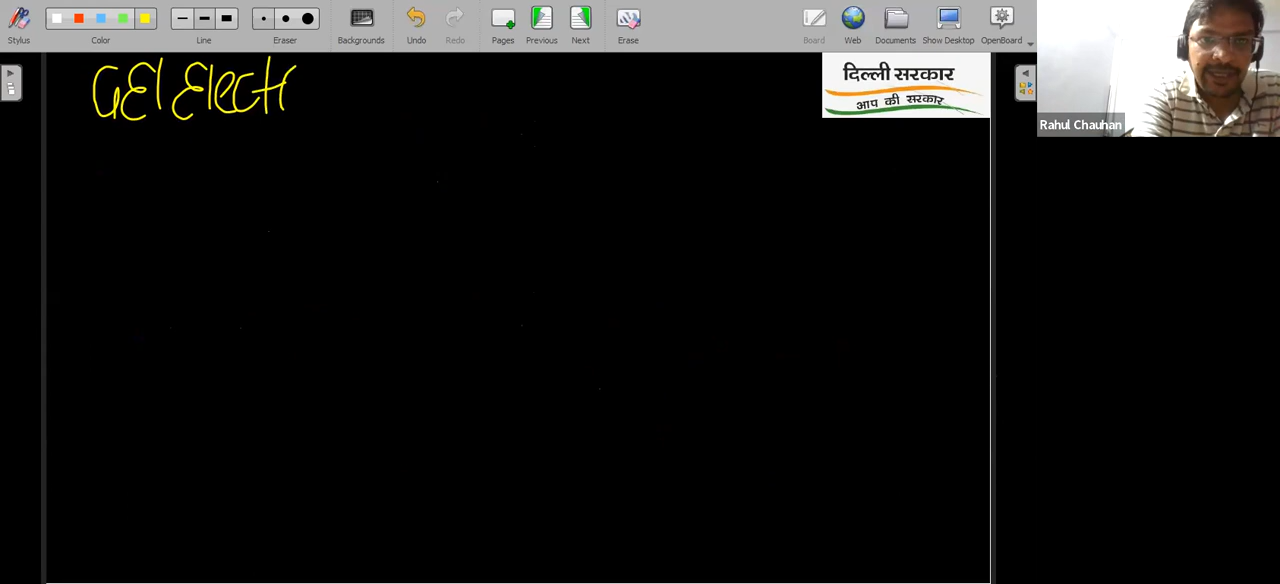 Stylus Color Line Eraser Backgrounds Undo Redo Pages Previous Next Erase Board Web Documents Show Desktop OpenBoard
GEl ElEct
दिल्ली सरकार
आप की सरकार
Rahul Chauhan